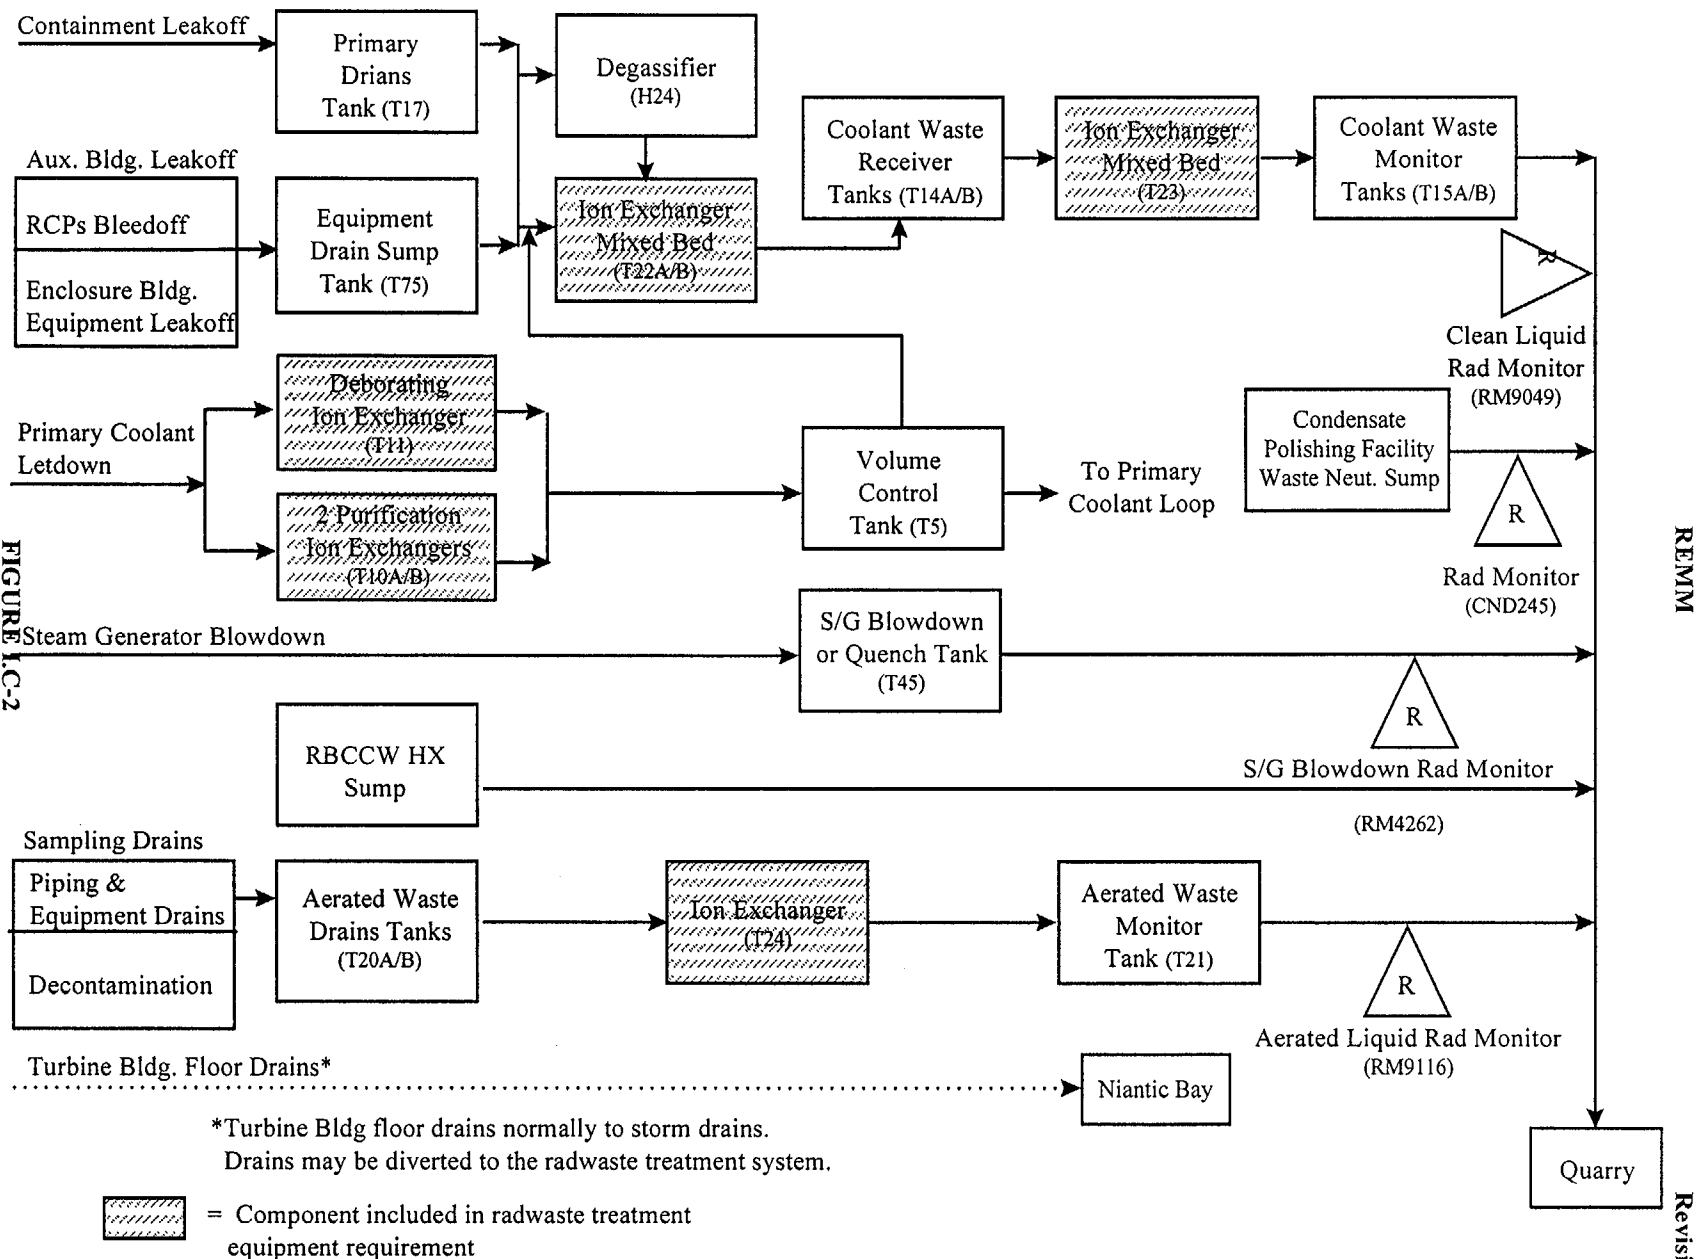 Containment Leakoff
Primary
Drians
Tank (T17)
Degassifier
(H24)
Coolant Waste
Receiver
Tanks (T14A/B)
Ion Exchanger
Mixed Bed
(T23)
Coolant Waste
Monitor
Tanks (T15A/B)
Aux. Bldg. Leakoff
RCPs Bleedoff
Enclosure Bldg.
Equipment Leakoff
Equipment
Drain Sump
Tank (T75)
Ion Exchanger
Mixed Bed
(T22A/B)
R
Clean Liquid
Rad Monitor
(RM9049)
Primary Coolant
Letdown
Deborating
Ion Exchanger
(T11)
2 Purification
Ion Exchangers
(T10A/B)
Volume
Control
Tank (T5)
To Primary
Coolant Loop
Condensate
Polishing Facility
Waste Neut. Sump
R
Rad Monitor
(CND245)
Steam Generator Blowdown
S/G Blowdown
or Quench Tank
(T45)
R
S/G Blowdown Rad Monitor
(RM4262)
RBCCW HX
Sump
Sampling Drains
Piping &
Equipment Drains
Decontamination
Aerated Waste
Drains Tanks
(T20A/B)
Ion Exchanger
(T24)
Aerated Waste
Monitor
Tank (T21)
R
Aerated Liquid Rad Monitor
(RM9116)
Turbine Bldg. Floor Drains*
Niantic Bay
Quarry
*Turbine Bldg floor drains normally to storm drains.
Drains may be diverted to the radwaste treatment system.
= Component included in radwaste treatment
equipment requirement
FIGURE I.C-2
REMM